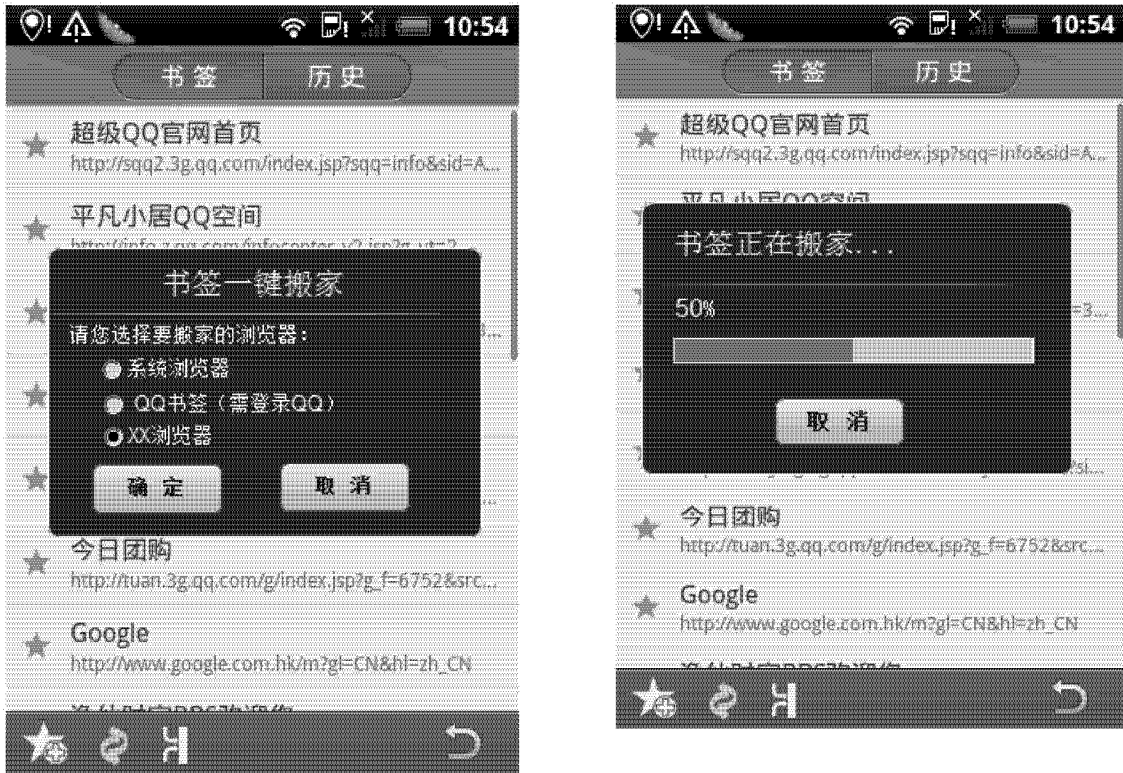 10:54
书签 历史
超级QQ官网首页
http://sqq2.3g.qq.com/index.jsp?sqq=info&sid=A...
平凡小居QQ空间
书签一键搬家
请您选择要搬家的浏览器：
系统浏览器
QQ书签（需登录QQ）
XX浏览器
确定 取消
今日团购
http://tuan.3g.qq.com/g/index.jsp?g_f=6752&src...
Google
http://www.google.com.hk/m?gl=CN&hl=zh_CN
10:54
书签 历史
超级QQ官网首页
http://sqq2.3g.qq.com/index.jsp?sqq=info&sid=A...
平凡小居QQ空间
书签正在搬家...
50%
取消
今日团购
http://tuan.3g.qq.com/g/index.jsp?g_f=6752&src...
Google
http://www.google.com.hk/m?gl=CN&hl=zh_CN